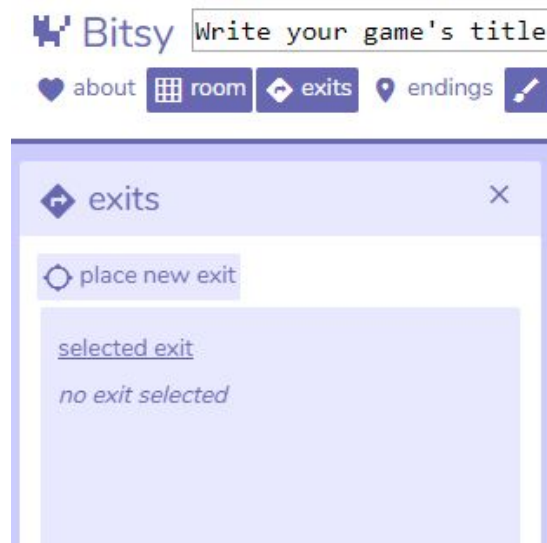 Bitsy Write your game's title
about room exits endings
exits
place new exit
selected exit
no exit selected